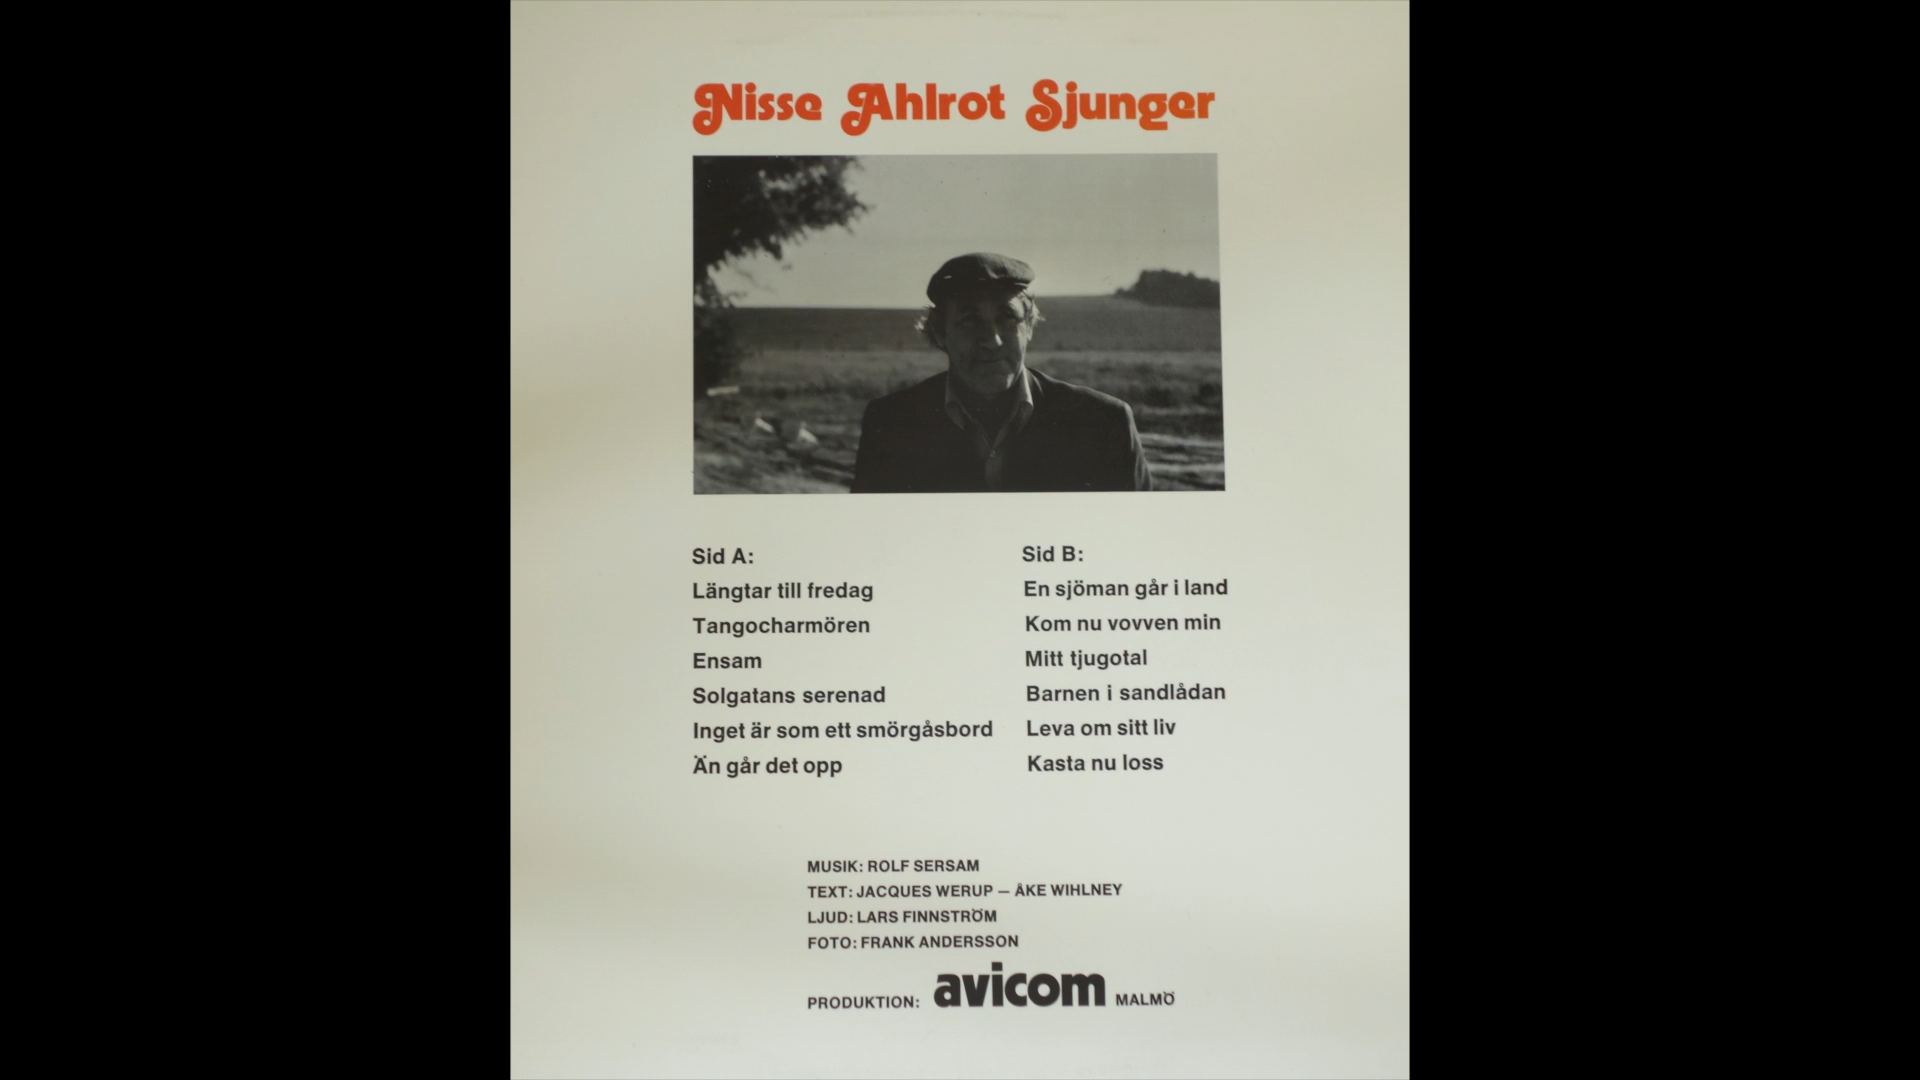 Nisse Ahlrot Sjunger
Sid A:
Längtar till fredag
Tangocharmören
Ensam
Solgatans serenad
Inget är som ett smörgåsbord
Än går det opp
Sid B:
En sjöman går i land
Kom nu vovven min
Mitt tjugotal
Barnen i sandlådan
Leva om sitt liv
Kasta nu loss
MUSIK: ROLF SERSAM
TEXT: JACQUES WERUP – ÅKE WIHLNEY
LJUD: LARS FINNSTRÖM
FOTO: FRANK ANDERSSON
PRODUKTION: avicom MALMÖ